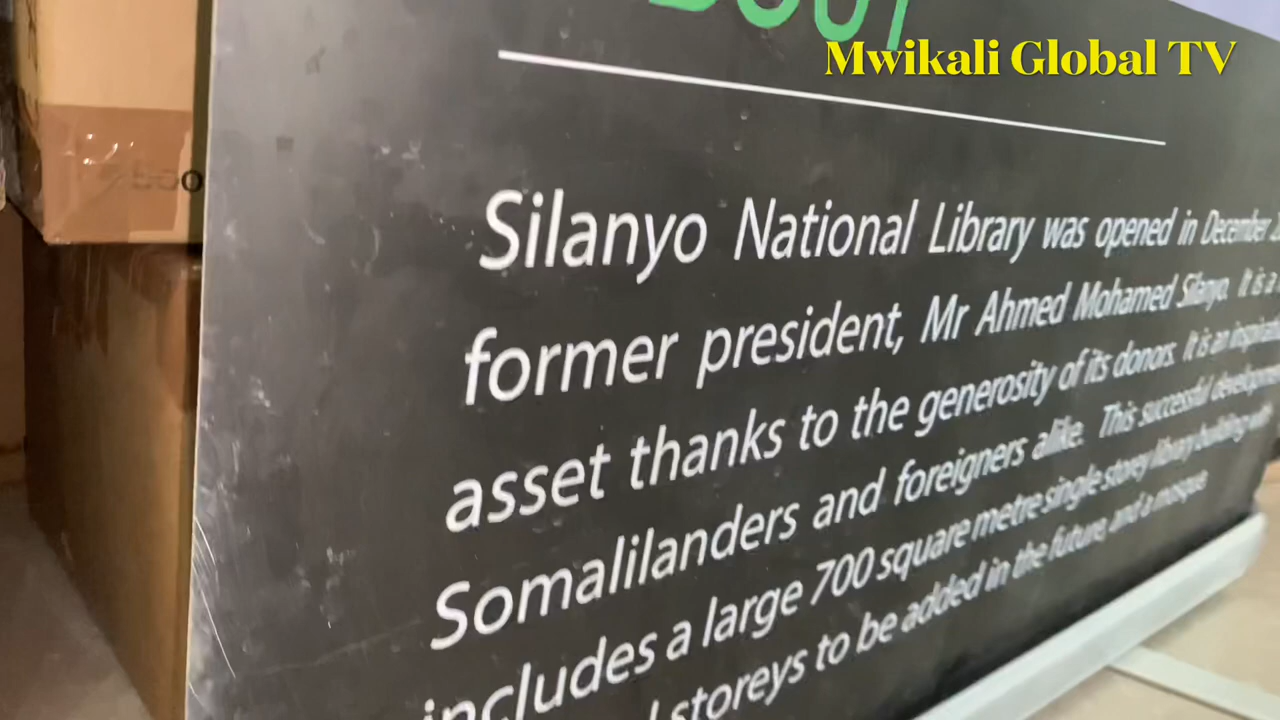 Mwikali Global TV
Silanyo National Library was opened in December
former president, Mr Ahmed Mohamed Silanyo. It is a
asset thanks to the generosity of its donors. It is an
Somalilanders and foreigners alike. This successful
includes a large 700 square metre single storey library building with
storeys to be added in the future, and a mosque